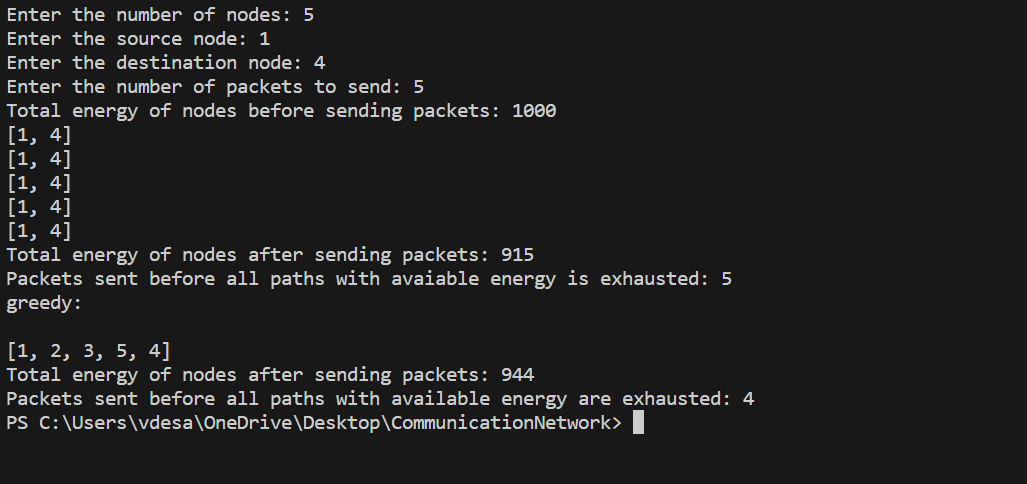 Enter the number of nodes: 5
Enter the source node: 1
Enter the destination node: 4
Enter the number of packets to send: 5
Total energy of nodes before sending packets: 1000
[1, 4]
[1, 4]
[1, 4]
[1, 4]
[1, 4]
Total energy of nodes after sending packets: 915
Packets sent before all paths with avaiable energy is exhausted: 5
greedy:
[1, 2, 3, 5, 4]
Total energy of nodes after sending packets: 944
Packets sent before all paths with available energy are exhausted: 4
PS C:\Users\vdesa\OneDrive\Desktop\CommunicationNetwork>